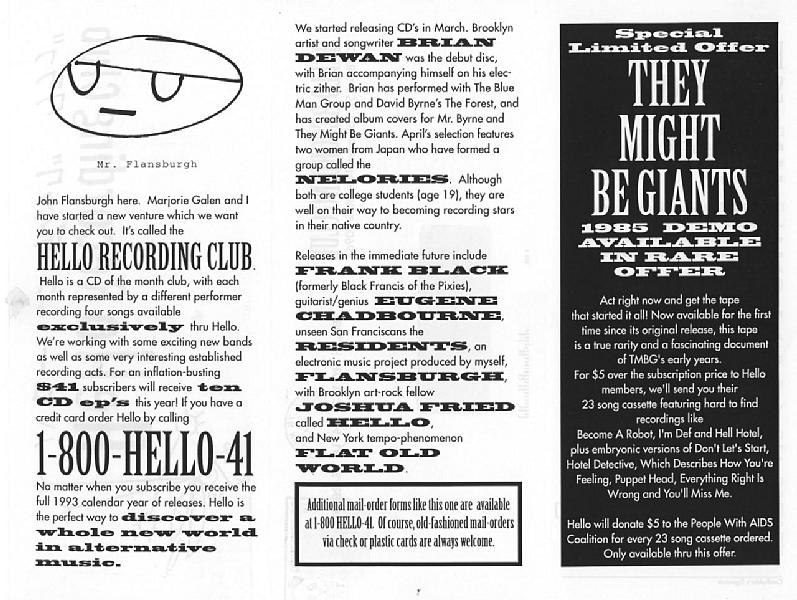 Mr. Flansburgh
John Flansburgh here. Marjorie Galen and I
have started a new venture which we want
you to check out. It's called the
HELLO RECORDING CLUB.
Hello is a CD of the month club, with each
month represented by a different performer
recording four songs available
exclusively thru Hello.
We're working with some exciting new bands
as well as some very interesting established
recording acts. For an inflation-busting
$41 subscribers will receive ten
CD ep's this year! If you have a
credit card order Hello by calling
1-800-HELLO-41
No matter when you subscribe you receive the
full 1993 calendar year of releases. Hello is
the perfect way to discover a
whole new world
in alternative
music.
We started releasing CD's in March. Brooklyn
artist and songwriter BRIAN
DEWAN was the debut disc,
with Brian accompanying himself on his elec-
tric zither. Brian has performed with The Blue
Man Group and David Byrne's The Forest, and
has created album covers for Mr. Byrne and
They Might Be Giants. April's selection features
two women from Japan who have formed a
group called the
NELORIES. Although
both are college students (age 19), they are
well on their way to becoming recording stars
in their native country.
Releases in the immediate future include
FRANK BLACK
(formerly Black Francis of the Pixies),
guitarist/genius EUGENE
CHADBOURNE,
unseen San Franciscans the
RESIDENTS, an
electronic music project produced by myself,
FLANSBURGH,
with Brooklyn art-rock fellow
JOSHUA FRIED
called HELLO,
and New York tempo-phenomenon
FLAT OLD
WORLD.
Additional mail-order forms like this one are available
at 1-800 HELLO-41. Of course, old-fashioned mail-orders
via check or plastic cards are always welcome.
Special
Limited Offer
THEY
MIGHT
BE GIANTS
1985 DEMO
AVAILABLE
IN RARE
OFFER
Act right now and get the tape
that started it all! Now available for the first
time since its original release, this tape
is a true rarity and a fascinating document
of TMBG's early years.
For $5 over the subscription price to Hello
members, we'll send you their
23 song cassette featuring hard to find
recordings like
Become A Robot, I'm Def and Hell Hotel,
plus embryonic versions of Don't Let's Start,
Hotel Detective, Which Describes How You're
Feeling, Puppet Head, Everything Right Is
Wrong and You'll Miss Me.
Hello will donate $5 to the People With AIDS
Coalition for every 23 song cassette ordered.
Only available thru this offer.